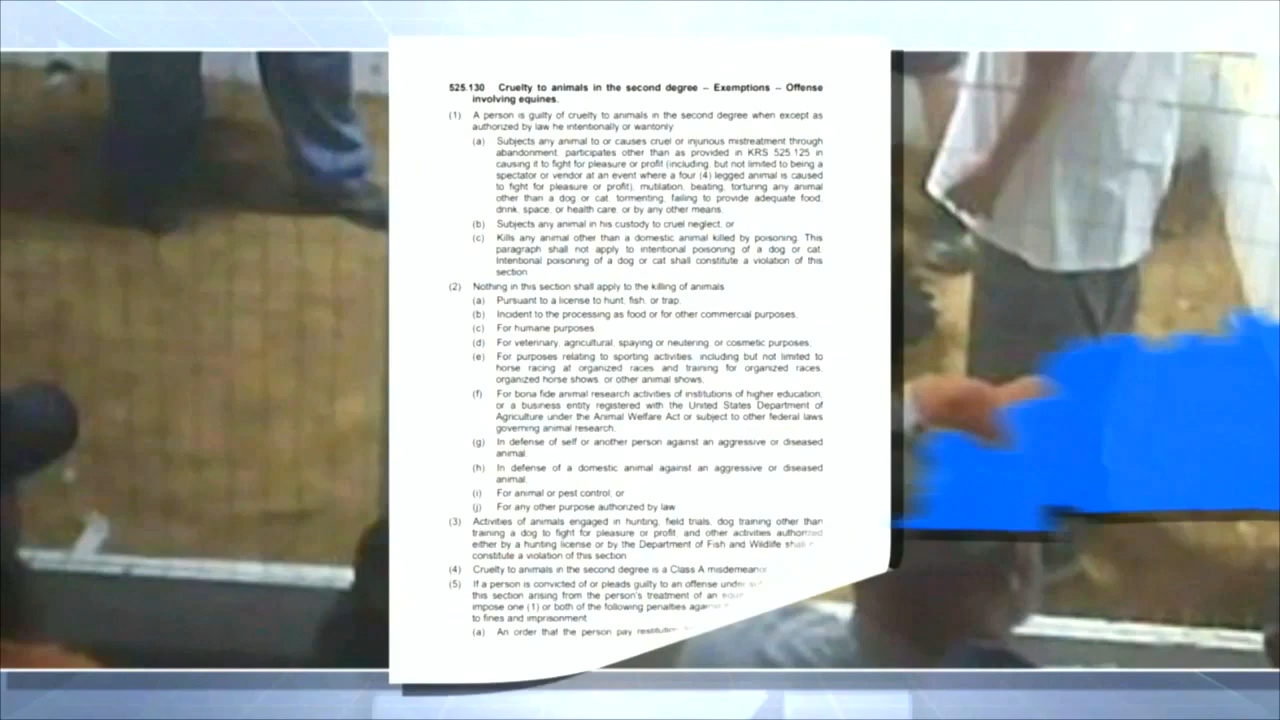 525.130 Cruelty to animals in the second degree -- Exemptions -- Offense
involving equines.
(1) A person is guilty of cruelty to animals in the second degree when except as
authorized by law he intentionally or wantonly
(a) Subjects any animal to or causes cruel or injurious mistreatment through
abandonment, participates other than as provided in KRS 525.125 in
causing it to fight for pleasure or profit (including, but not limited to being a
spectator or vendor at an event where a four (4) legged animal is caused
to fight for pleasure or profit), mutilation, beating, torturing any animal
other than a dog or cat, tormenting, failing to provide adequate food,
drink, space, or health care, or by any other means.
(b) Subjects any animal in his custody to cruel neglect; or
(c) Kills any animal other than a domestic animal killed by poisoning. This
paragraph shall not apply to intentional poisoning of a dog or cat.
Intentional poisoning of a dog or cat shall constitute a violation of this
section
(2) Nothing in this section shall apply to the killing of animals
(a) Pursuant to a license to hunt, fish, or trap.
(b) Incident to the processing as food or for other commercial purposes.
(c) For humane purposes.
(d) For veterinary, agricultural, spaying or neutering, or cosmetic purposes.
(e) For purposes relating to sporting activities, including but not limited to
horse racing at organized races and training for organized races,
organized horse shows, or other animal shows.
(f) For bona fide animal research activities of institutions of higher education,
or a business entity registered with the United States Department of
Agriculture under the Animal Welfare Act or subject to other federal laws
governing animal research.
(g) In defense of self or another person against an aggressive or diseased
animal.
(h) In defense of a domestic animal against an aggressive or diseased
animal.
(i) For animal or pest control; or
(j) For any other purpose authorized by law
(3) Activities of animals engaged in hunting, field trials, dog training other than
training a dog to fight for pleasure or profit, and other activities authorized
either by a hunting license or by the Department of Fish and Wildlife shall
constitute a violation of this section
(4) Cruelty to animals in the second degree is a Class A misdemeanor
(5) If a person is convicted of or pleads guilty to an offense under
this section arising from the person's treatment of an
impose one (1) or both of the following penalties
to fines and imprisonment
(a) An order that the person pay restitution